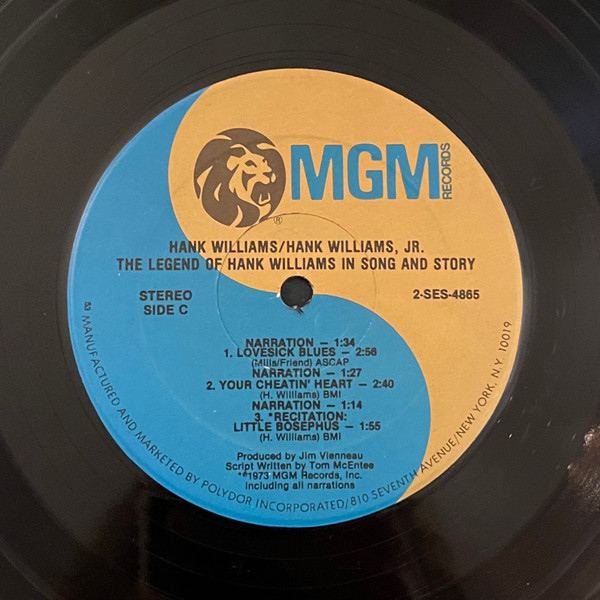 MGM
RECORDS
®
HANK WILLIAMS/HANK WILLIAMS, JR.
THE LEGEND OF HANK WILLIAMS IN SONG AND STORY
STEREO
SIDE C
2-SES-4865
NARRATION — 1:34
1. LOVESICK BLUES — 2:56
(Mills/Friend) ASCAP
NARRATION — 1:27
2. YOUR CHEATIN' HEART — 2:40
(H. Williams) BMI
NARRATION — 1:14
3. *RECITATION:
LITTLE BOSEPHUS — 1:55
(H. Williams) BMI
Produced by Jim Vienneau
Script Written by Tom McEntee
*℗1973 MGM Records, Inc.
including all narrations
MANUFACTURED AND MARKETED BY POLYDOR INCORPORATED/810 SEVENTH AVENUE/NEW YORK, N.Y. 10019